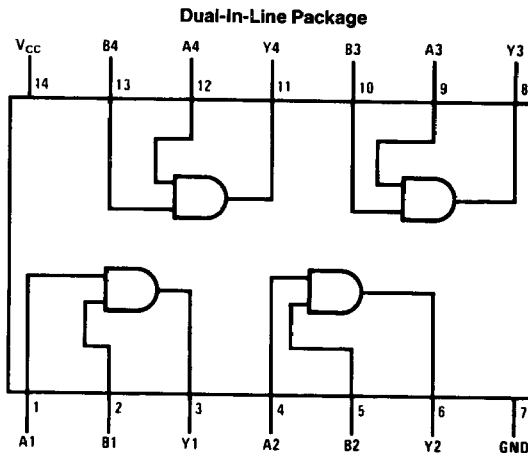 Dual-In-Line Package
VCC B4 A4 Y4 B3 A3 Y3
14 13 12 11 10 9 8
1 2 3 4 5 6 7
A1 B1 Y1 A2 B2 Y2 GND